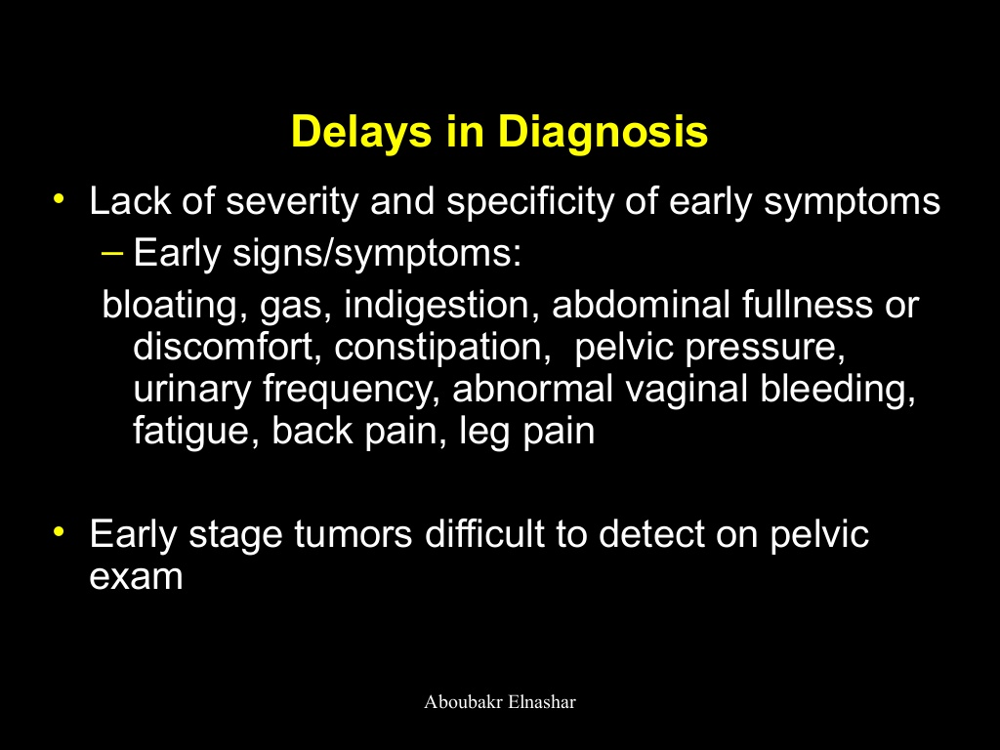 Delays in Diagnosis
• Lack of severity and specificity of early symptoms
– Early signs/symptoms:
bloating, gas, indigestion, abdominal fullness or
discomfort, constipation,  pelvic pressure,
urinary frequency, abnormal vaginal bleeding,
fatigue, back pain, leg pain
• Early stage tumors difficult to detect on pelvic
exam
Aboubakr Elnashar